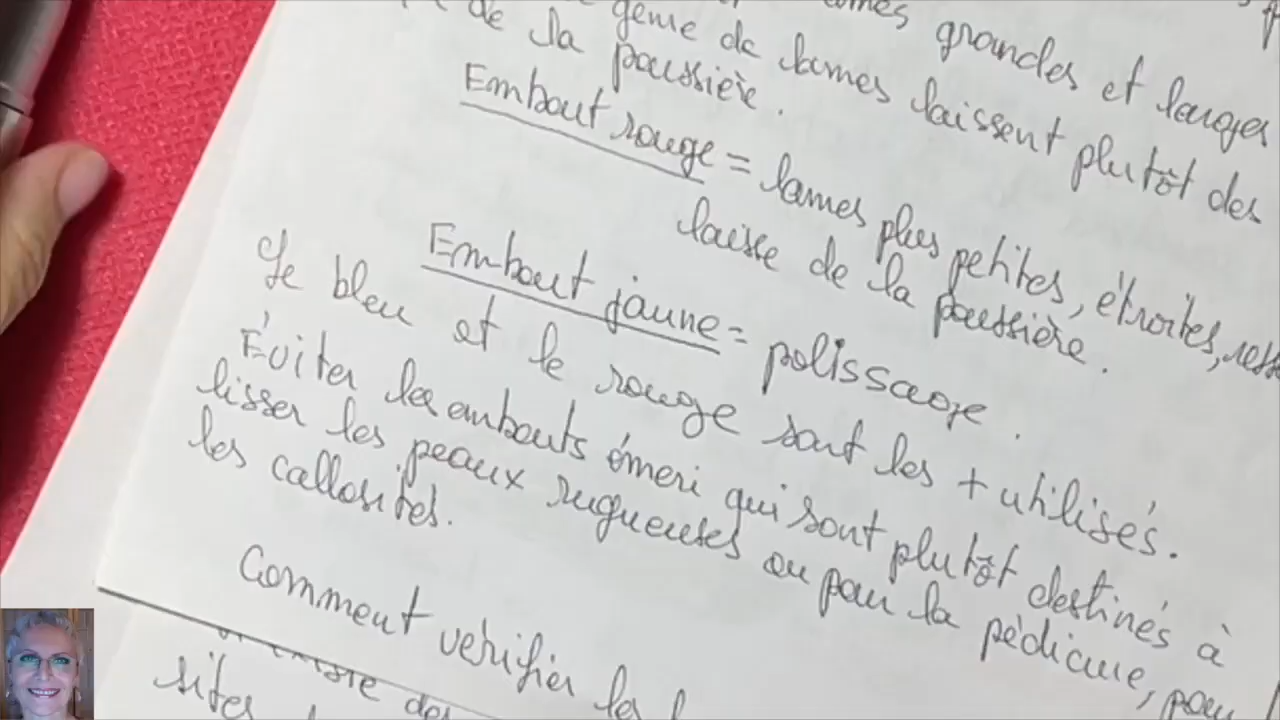 grandes et larges
de lames laissent plutôt des
de la poussière.
Embout rouge = lames plus petites, étroites,
laisse de la poussière.
Embout jaune = polissage.
Le bleu et le rouge sont les + utilisés.
Éviter les embouts émeri qui sont plutôt destinés à
lisser les peaux rugueuses ou pour la pédicure, pour
les callosités.
Comment vérifier les